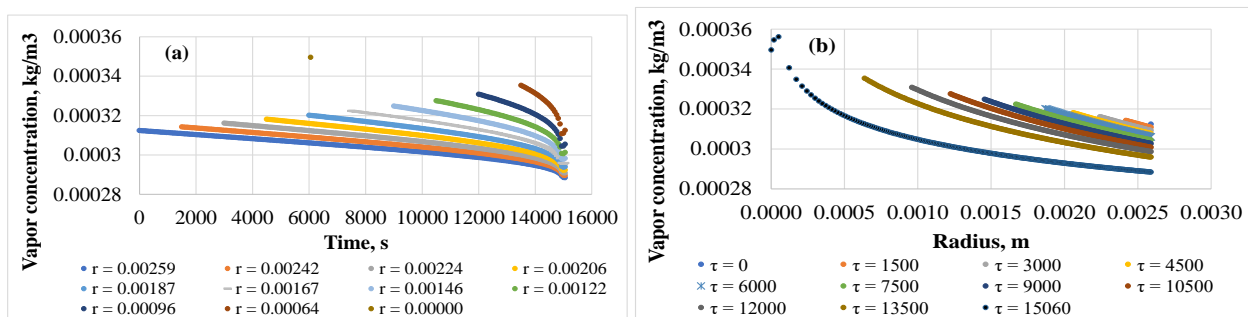 (a)
Vapor concentration, kg/m3
0.00036
0.00034
0.00032
0.0003
0.00028
0 2000 4000 6000 8000 10000 12000 14000 16000
Time, s
r = 0.00259 r = 0.00242 r = 0.00224 r = 0.00206
r = 0.00187 r = 0.00167 r = 0.00146 r = 0.00122
r = 0.00096 r = 0.00064 r = 0.00000
(b)
Vapor concentration, kg/m3
0.00036
0.00034
0.00032
0.0003
0.00028
0.0000 0.0005 0.0010 0.0015 0.0020 0.0025 0.0030
Radius, m
τ = 0 τ = 1500 τ = 3000 τ = 4500
τ = 6000 τ = 7500 τ = 9000 τ = 10500
τ = 12000 τ = 13500 τ = 15060